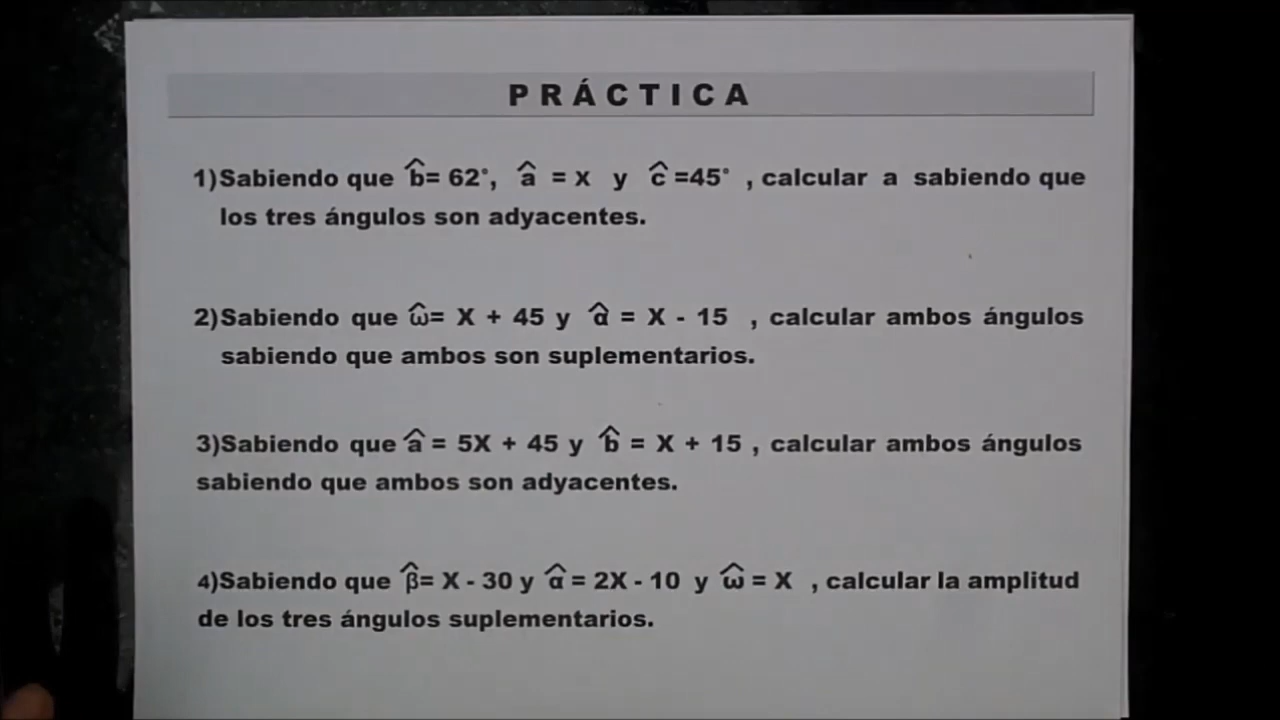 PRÁCTICA
1)Sabiendo que b̂= 62°, â = x y ĉ =45° , calcular a sabiendo que
los tres ángulos son adyacentes.
2)Sabiendo que ω̂= X + 45 y α̂ = X - 15 , calcular ambos ángulos
sabiendo que ambos son suplementarios.
3)Sabiendo que â = 5X + 45 y b̂ = X + 15 , calcular ambos ángulos
sabiendo que ambos son adyacentes.
4)Sabiendo que β̂= X - 30 y α̂ = 2X - 10 y ω̂ = X , calcular la amplitud
de los tres ángulos suplementarios.